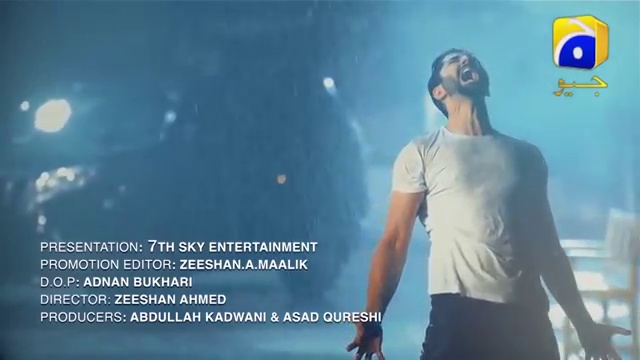 جیو
PRESENTATION: 7TH SKY ENTERTAINMENT
PROMOTION EDITOR: ZEESHAN.A.MAALIK
D.O.P: ADNAN BUKHARI
DIRECTOR: ZEESHAN AHMED
PRODUCERS: ABDULLAH KADWANI & ASAD QURESHI